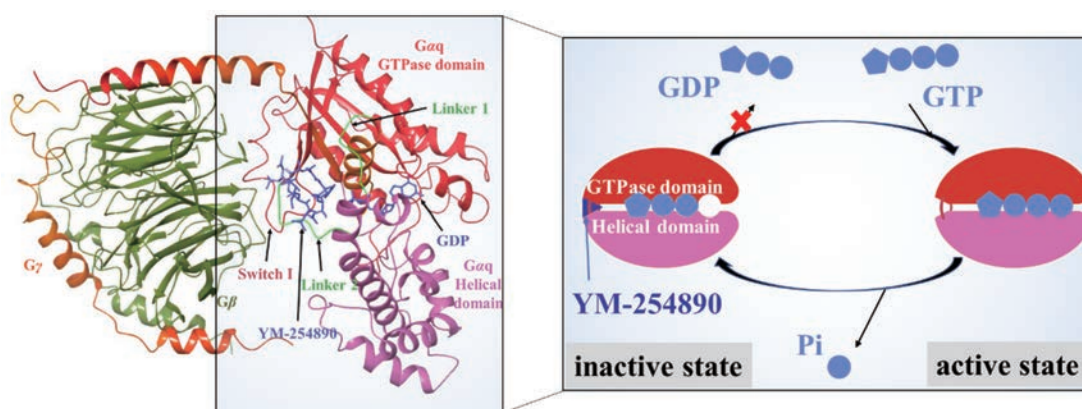 Gαq
GTPase domain
Linker 1
GDP
Switch I
Linker 2
Gαq
Helical
domain
YM-254890
Gγ
Gβ
GDP
GTP
GTPase domain
Helical domain
YM-254890
Pi
inactive state
active state